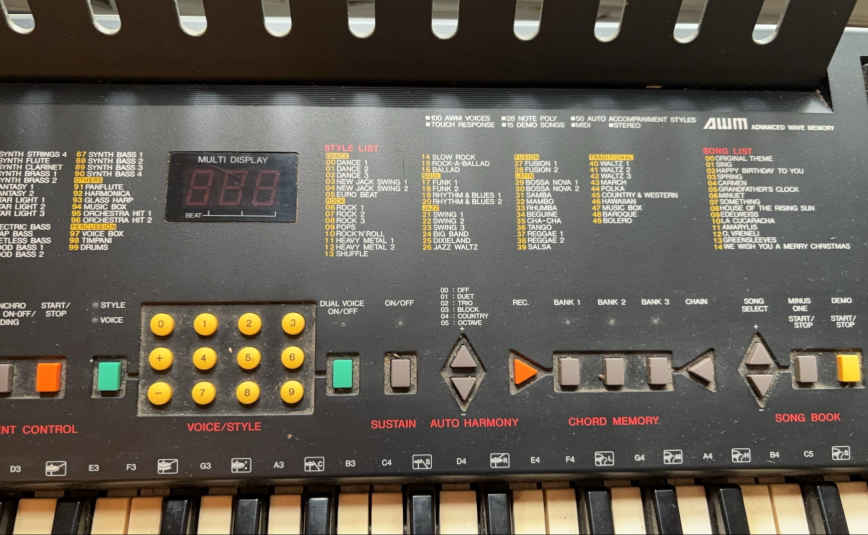 ■100 AWM VOICES ■28 NOTE POLY ■50 AUTO ACCOMPANIMENT STYLES
■TOUCH RESPONSE ■15 DEMO SONGS ■MIDI ■STEREO
AWM ADVANCED WAVE MEMORY
SYNTH STRINGS 4
SYNTH FLUTE
SYNTH CLARINET
SYNTH BRASS 1
SYNTH BRASS 2
FANTASY 1
FANTASY 2
STAR LIGHT 1
STAR LIGHT 2
STAR LIGHT 3
BASS
87 SYNTH BASS 1
88 SYNTH BASS 2
89 SYNTH BASS 3
90 SYNTH BASS 4
OTHERS
91 PANFLUTE
92 HARMONICA
93 GLASS HARP
94 MUSIC BOX
95 ORCHESTRA HIT 1
96 ORCHESTRA HIT 2
PERCUSSION
97 VOICE BOX
98 TIMPANI
99 DRUMS
MULTI DISPLAY
BEAT
STYLE LIST
DANCE
00 DANCE 1
01 DANCE 2
02 DANCE 3
03 NEW JACK SWING 1
04 NEW JACK SWING 2
05 EURO BEAT
ROCK
06 ROCK 1
07 ROCK 2
08 ROCK 3
09 POPS
10 ROCK'N'ROLL
11 HEAVY METAL 1
12 HEAVY METAL 2
13 SHUFFLE
14 SLOW ROCK
15 ROCK-A-BALLAD
16 BALLAD
SOUL
17 FUNK 1
18 FUNK 2
19 RHYTHM & BLUES 1
20 RHYTHM & BLUES 2
JAZZ
21 SWING 1
22 SWING 2
23 SWING 3
24 BIG BAND
25 DIXIELAND
26 JAZZ WALTZ
FUSION
27 FUSION 1
28 FUSION 2
LATIN
29 BOSSA NOVA 1
30 BOSSA NOVA 2
31 SAMBA
32 MAMBO
33 RHUMBA
34 BEGUINE
35 CHA-CHA
36 TANGO
37 REGGAE 1
38 REGGAE 2
39 SALSA
TRADITIONAL
40 WALTZ 1
41 WALTZ 2
42 WALTZ 3
43 MARCH
44 POLKA
45 COUNTRY & WESTERN
46 HAWAIIAN
47 MUSIC BOX
48 BAROQUE
49 BOLERO
SONG LIST
00 ORIGINAL THEME
01 SING
02 HAPPY BIRTHDAY TO YOU
03 SPRING
04 CARMEN
05 GRANDFATHER'S CLOCK
06 MINUET
07 SOMETHING
08 HOUSE OF THE RISING SUN
09 EDELWEISS
10 LA CUCARACHA
11 AMARYLLIS
13 GREENSLEEVES
14 WE WISH YOU A MERRY CHRISTMAS
ON-OFF/
START/
STOP
STYLE
VOICE
0 1 2 3
+ 4 5 6
− 7 8 9
DUAL VOICE
ON/OFF
ON/OFF
00 : OFF
01 : DUET
02 : TRIO
03 : BLOCK
04 : COUNTRY
05 : OCTAVE
+
−
REC.
BANK 1
BANK 2
BANK 3
CHAIN
SONG
SELECT
+
−
MINUS
ONE
START/
STOP
DEMO
START/
STOP
CONTROL
VOICE/STYLE
SUSTAIN
AUTO HARMONY
CHORD MEMORY
SONG BOOK
D3 E3 F3 G3 A3 B3 C4 D4 E4 F4 G4 A4 B4 C5